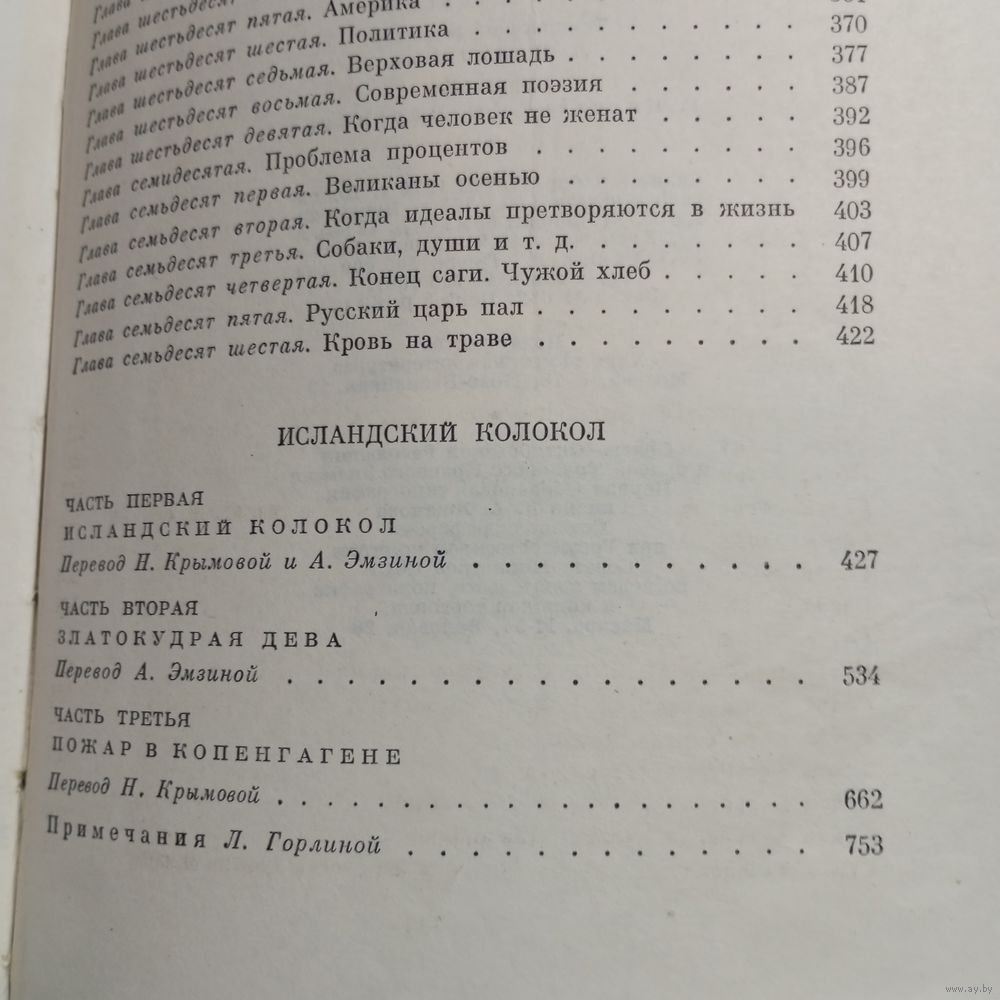 Глава шестьдесят пятая. Америка . . . . . . . . . .
Глава шестьдесят шестая. Политика . . . . . . . . . 370
Глава шестьдесят седьмая. Верховая лошадь . . . . . . . 377
Глава шестьдесят восьмая. Современная поэзия . . . . . . 387
Глава шестьдесят девятая. Когда человек не женат . . . . . 392
Глава семидесятая. Проблема процентов . . . . . . . . 396
Глава семьдесят первая. Великаны осенью . . . . . . . . 399
Глава семьдесят вторая. Когда идеалы претворяются в жизнь 403
Глава семьдесят третья. Собаки, души и т. д. . . . . . . . 407
Глава семьдесят четвертая. Конец саги. Чужой хлеб . . . . . 410
Глава семьдесят пятая. Русский царь пал . . . . . . . . . 418
Глава семьдесят шестая. Кровь на траве . . . . . . . . 422
ИСЛАНДСКИЙ КОЛОКОЛ
ЧАСТЬ ПЕРВАЯ
ИСЛАНДСКИЙ КОЛОКОЛ
Перевод Н. Крымовой и А. Эмзиной . . . . . . . . . . . 427
ЧАСТЬ ВТОРАЯ
ЗЛАТОКУДРАЯ ДЕВА
Перевод А. Эмзиной . . . . . . . . . . . . . . . 534
ЧАСТЬ ТРЕТЬЯ
ПОЖАР В КОПЕНГАГЕНЕ
Перевод Н. Крымовой . . . . . . . . . . . . . . . . 662
Примечания Л. Горлиной . . . . . . . . . . . . . 753
www.ay.by